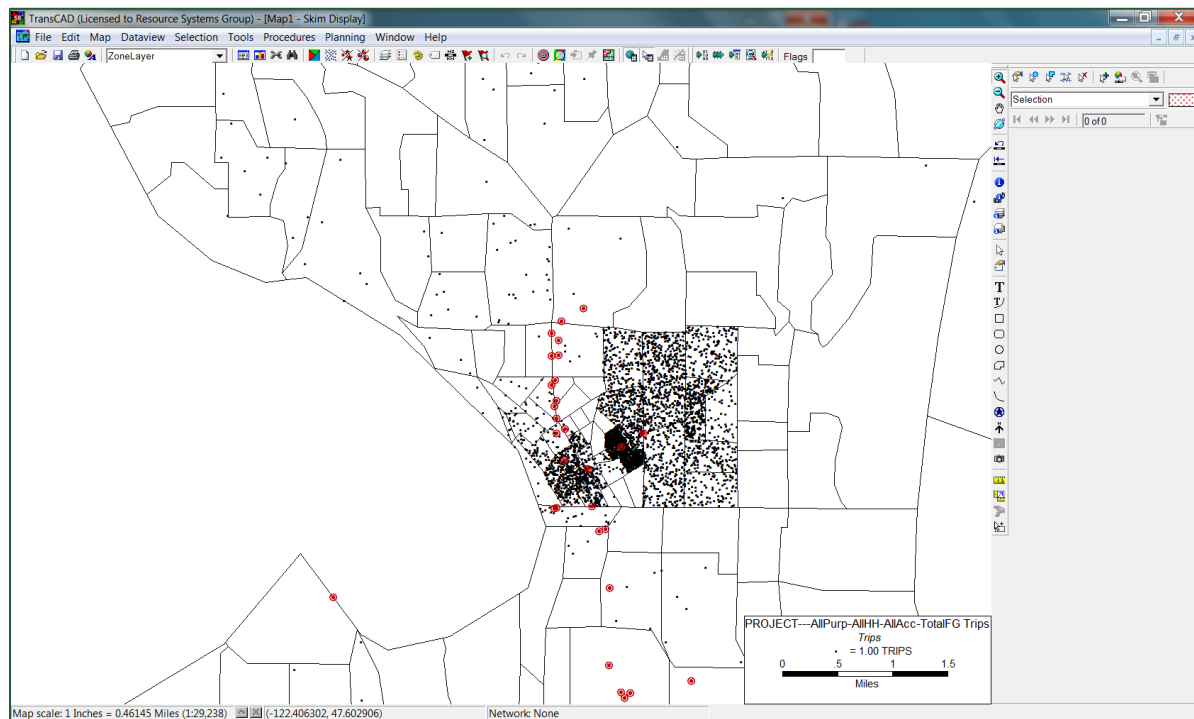 TransCAD (Licensed to Resource Systems Group) - [Map1 - Skim Display]
File Edit Map Dataview Selection Tools Procedures Planning Window Help
ZoneLayer
Flags
Selection
0 of 0
PROJECT---AllPurp-AllHH-AllAcc-TotalFG Trips
Trips
= 1.00 TRIPS
0 .5 1 1.5
Miles
Map scale: 1 Inches = 0.46145 Miles (1:29,238) (-122.406302, 47.602906) Network: None